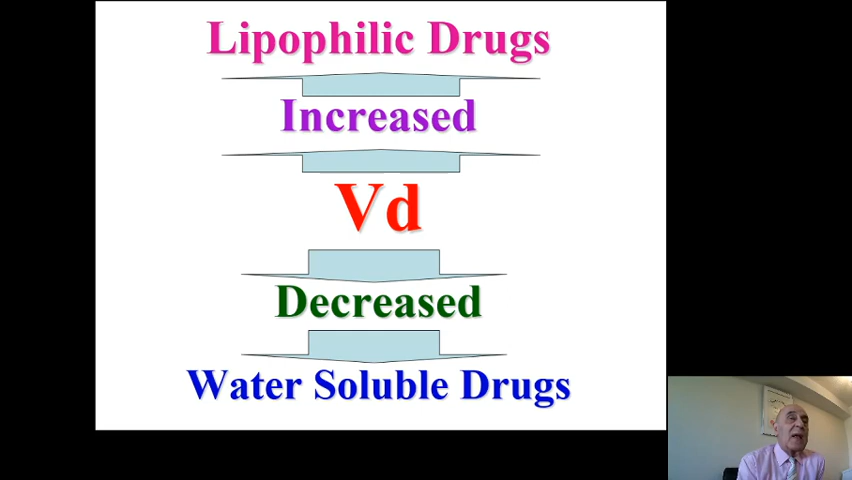 Lipophilic Drugs
Increased
Vd
Decreased
Water Soluble Drugs